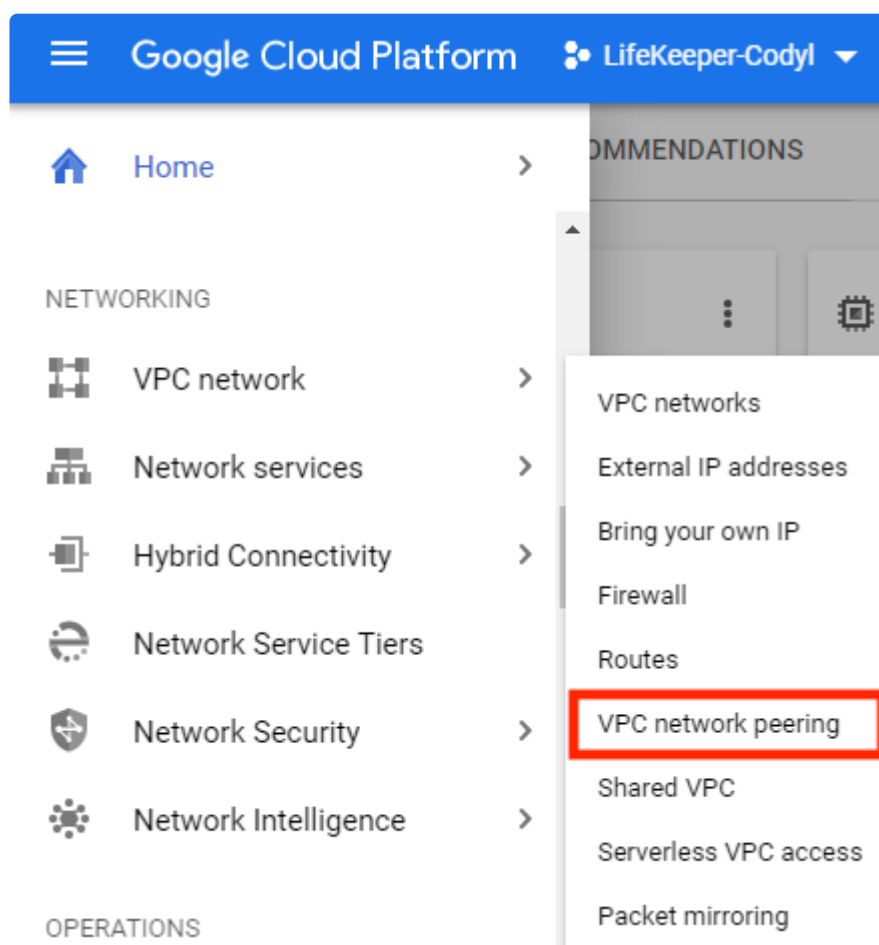 Google Cloud Platform LifeKeeper-Codyl
Home
OMMENDATIONS
NETWORKING
VPC network
Network services
Hybrid Connectivity
Network Service Tiers
Network Security
Network Intelligence
OPERATIONS
VPC networks
External IP addresses
Bring your own IP
Firewall
Routes
VPC network peering
Shared VPC
Serverless VPC access
Packet mirroring